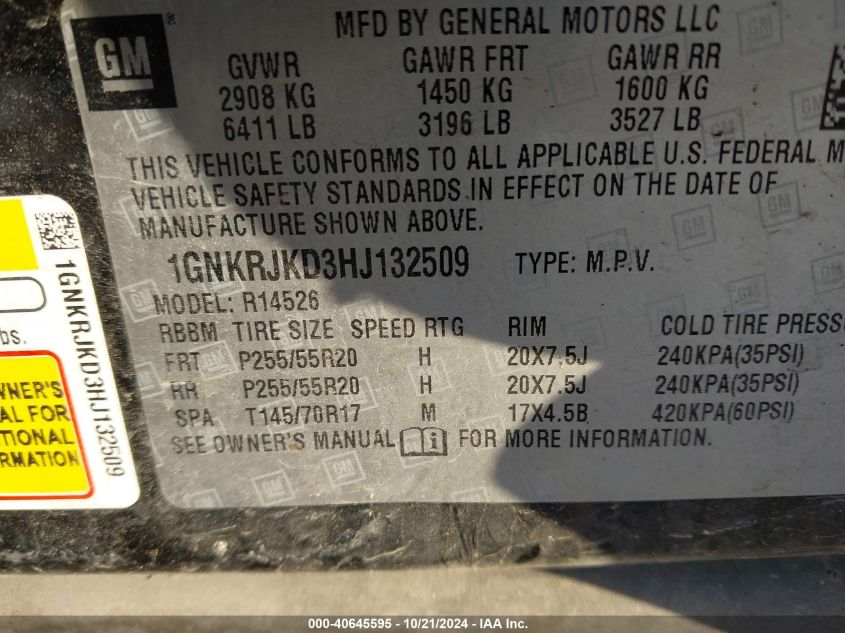 MFD BY GENERAL MOTORS LLC
GM ®
GVWR GAWR FRT GAWR RR
2908 KG 1450 KG 1600 KG
6411 LB 3196 LB 3527 LB
THIS VEHICLE CONFORMS TO ALL APPLICABLE U.S. FEDERAL M
VEHICLE SAFETY STANDARDS IN EFFECT ON THE DATE OF
MANUFACTURE SHOWN ABOVE.
1GNKRJKD3HJ132509 TYPE: M.P.V.
MODEL: R14526
RBBM TIRE SIZE SPEED RTG RIM COLD TIRE PRESSU
FRT P255/55R20 H 20X7.5J 240KPA(35PSI)
RR P255/55R20 H 20X7.5J 240KPA(35PSI)
SPA T145/70R17 M 17X4.5B 420KPA(60PSI)
SEE OWNER'S MANUAL FOR MORE INFORMATION.
1GNKRJKD3HJ132509
bs.
WNER'S
AL FOR
ITIONAL
RMATION
000-40645595 - 10/21/2024 - IAA Inc.